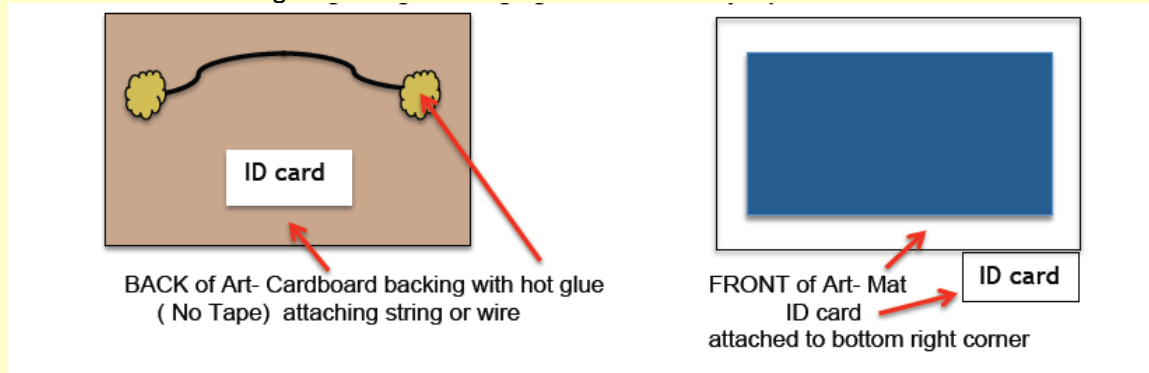 ID card
BACK of Art- Cardboard backing with hot glue
( No Tape) attaching string or wire
ID card
FRONT of Art- Mat
ID card
attached to bottom right corner